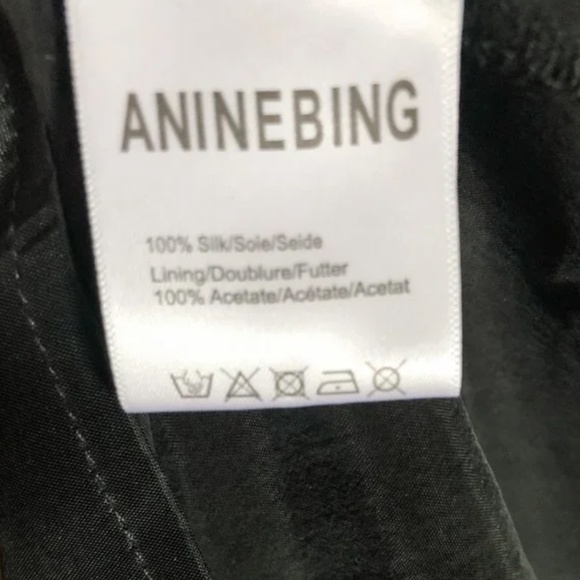 ANINEBING
100% Silk/Soie/Seide
Lining/Doublure/Futter
100% Acetate/Acétate/Acetat